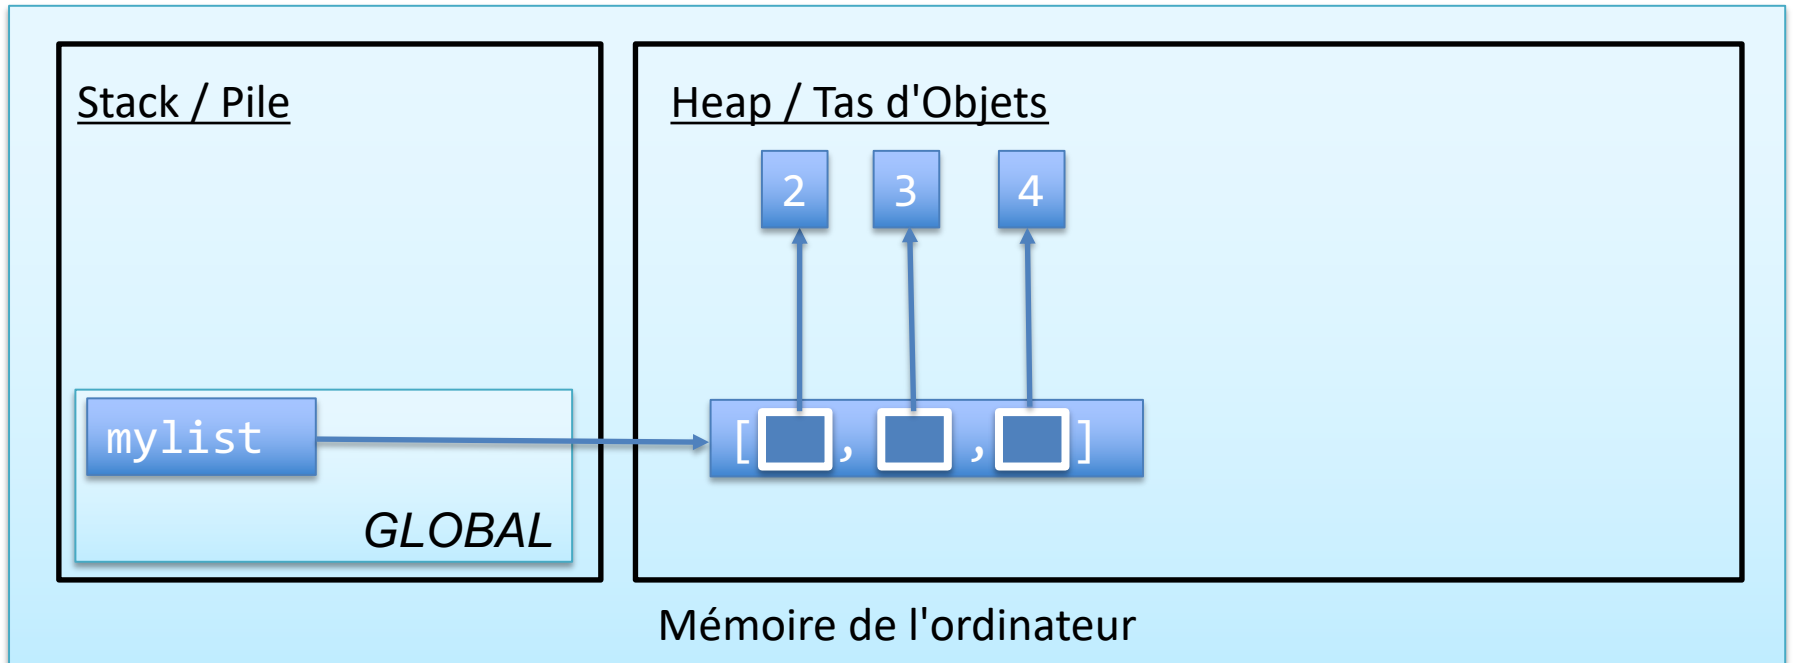 Stack / Pile
Heap / Tas d'Objets
2 3 4
mylist
[ , , ]
GLOBAL
Mémoire de l'ordinateur